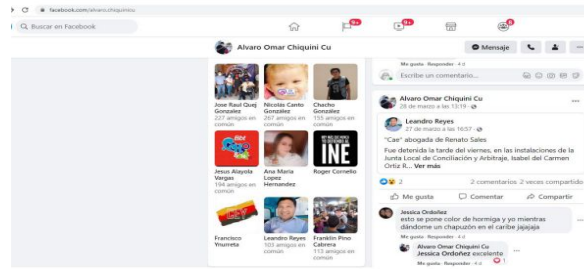 facebook.com/alvaro.chiquinicu
Buscar en Facebook
9+
9+
6
Alvaro Omar Chiquini Cu
Mensaje
Jose Raul Quej Gonzalez
227 amigos en común
Nicolás Canto Gonzalez
267 amigos en común
Chacho Gonzalez
155 amigos en común
INE
Jesus Alayola Vargas
194 amigos en común
Ana Maria Lopez Hernandez
Roger Cornelio
LEY
Francisco Ynurreta
Leandro Reyes
103 amigos en común
Franklin Pino Cabrera
113 amigos en común
Me gusta · Responder · 4 d
Escribe un comentario...
Alvaro Omar Chiquini Cu
28 de marzo a las 13:19 ·
Leandro Reyes
27 de marzo a las 16:57 ·
"Cae" abogada de Renato Sales
Fue detenida la tarde del viernes, en las instalaciones de la
Junta Local de Conciliación y Arbitraje, Isabel del Carmen
Ortiz R... Ver más
2
2 comentarios 2 veces compartido
Me gusta
Comentar
Compartir
Jessica Ordoñez
esto se pone color de hormiga y yo mientras
dándome un chapuzón en el caribe jajajaja
Me gusta · Responder · 4 d
Alvaro Omar Chiquini Cu
Jessica Ordoñez excelente
Me gusta · Responder · 4 d
1